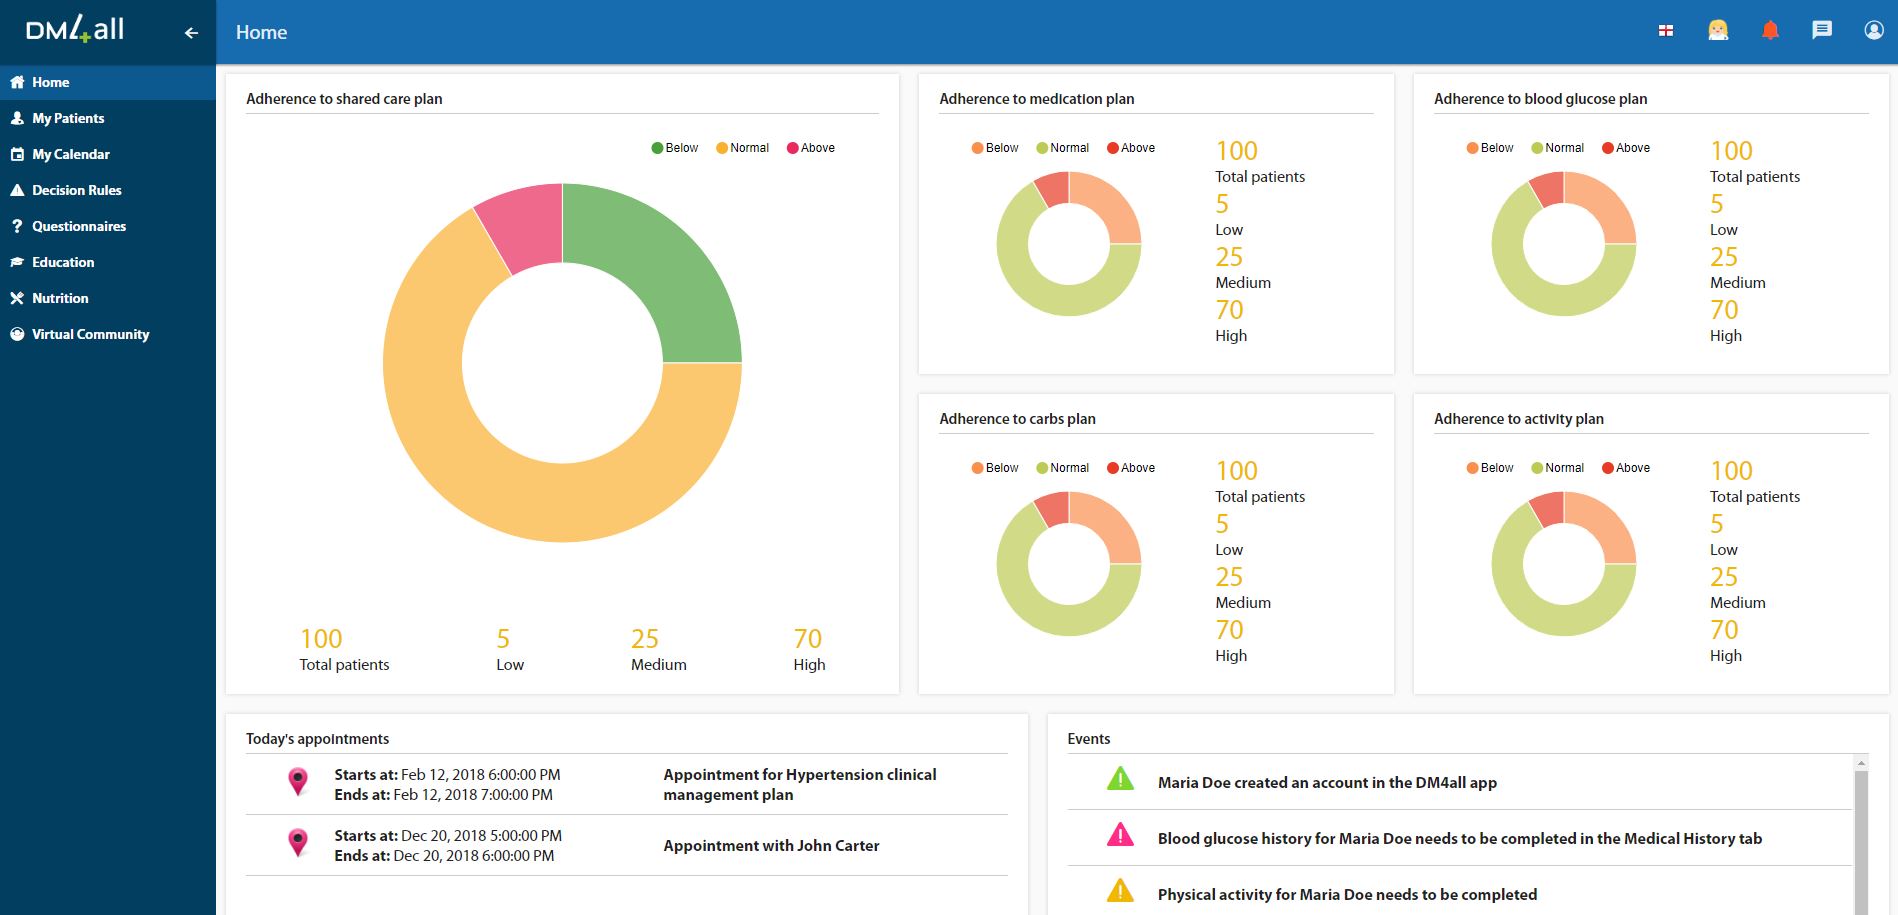 DM4all
Home
Home
My Patients
My Calendar
Decision Rules
Questionnaires
Education
Nutrition
Virtual Community
Adherence to shared care plan
Below Normal Above
100 5 25 70
Total patients Low Medium High
Adherence to medication plan
Below Normal Above
100
Total patients
5
Low
25
Medium
70
High
Adherence to blood glucose plan
Below Normal Above
100
Total patients
5
Low
25
Medium
70
High
Adherence to carbs plan
Below Normal Above
100
Total patients
5
Low
25
Medium
70
High
Adherence to activity plan
Below Normal Above
100
Total patients
5
Low
25
Medium
70
High
Today's appointments
Starts at: Feb 12, 2018 6:00:00 PM
Ends at: Feb 12, 2018 7:00:00 PM
Appointment for Hypertension clinical
management plan
Starts at: Dec 20, 2018 5:00:00 PM
Ends at: Dec 20, 2018 6:00:00 PM
Appointment with John Carter
Events
Maria Doe created an account in the DM4all app
Blood glucose history for Maria Doe needs to be completed in the Medical History tab
Physical activity for Maria Doe needs to be completed